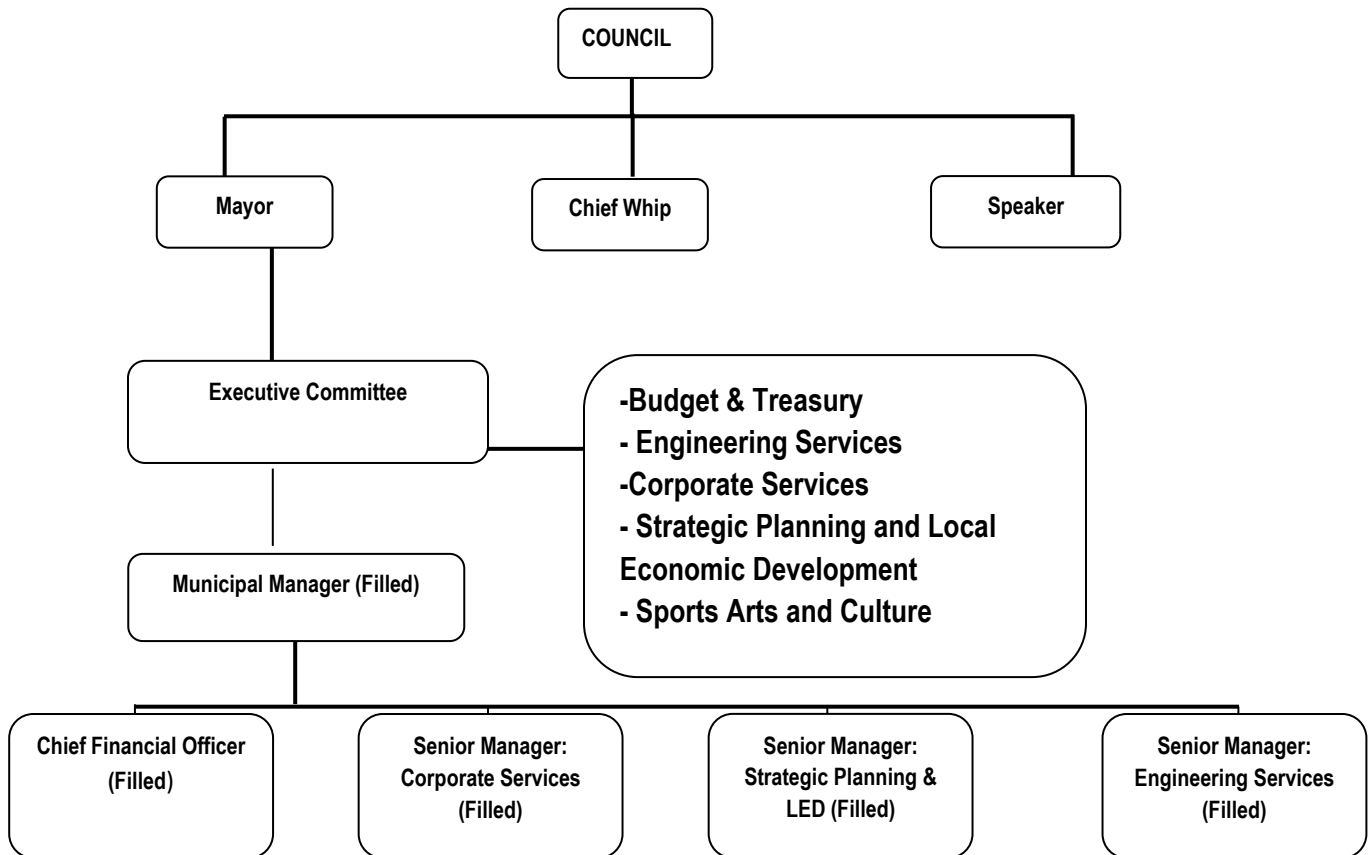 COUNCIL
Mayor
Chief Whip
Speaker
Executive Committee
-Budget & Treasury
- Engineering Services
-Corporate Services
- Strategic Planning and Local
Economic Development
- Sports Arts and Culture
Municipal Manager (Filled)
Chief Financial Officer
(Filled)
Senior Manager:
Corporate Services
(Filled)
Senior Manager:
Strategic Planning &
LED (Filled)
Senior Manager:
Engineering Services
(Filled)